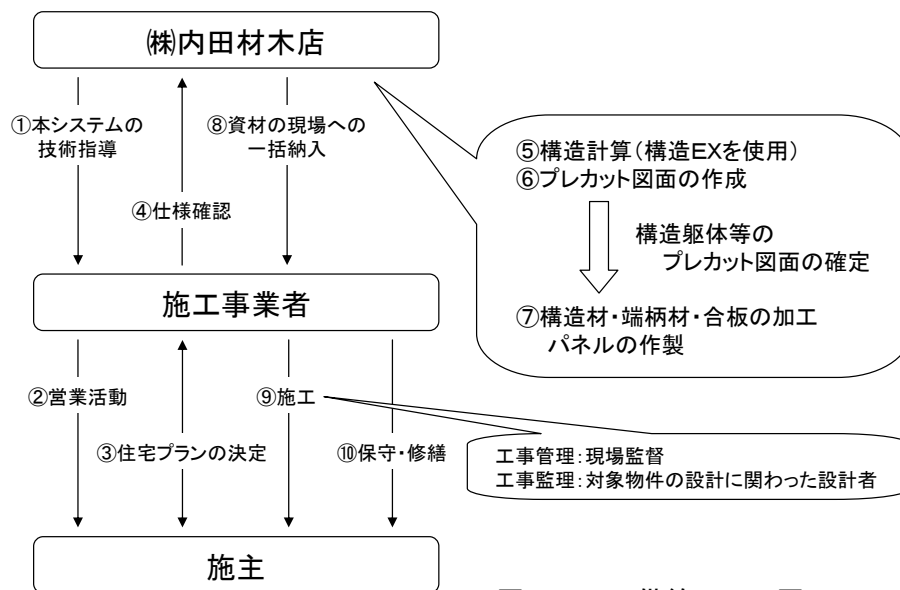 ㈱内田材木店
①本システムの
技術指導
⑧資材の現場への
一括納入
④仕様確認
⑤構造計算（構造EXを使用）
⑥プレカット図面の作成
構造躯体等の
プレカット図面の確定
⑦構造材・端柄材・合板の加工
パネルの作製
施工事業者
②営業活動
⑨施工
③住宅プランの決定
⑩保守・修繕
工事管理：現場監督
工事監理：対象物件の設計に関わった設計者
施主